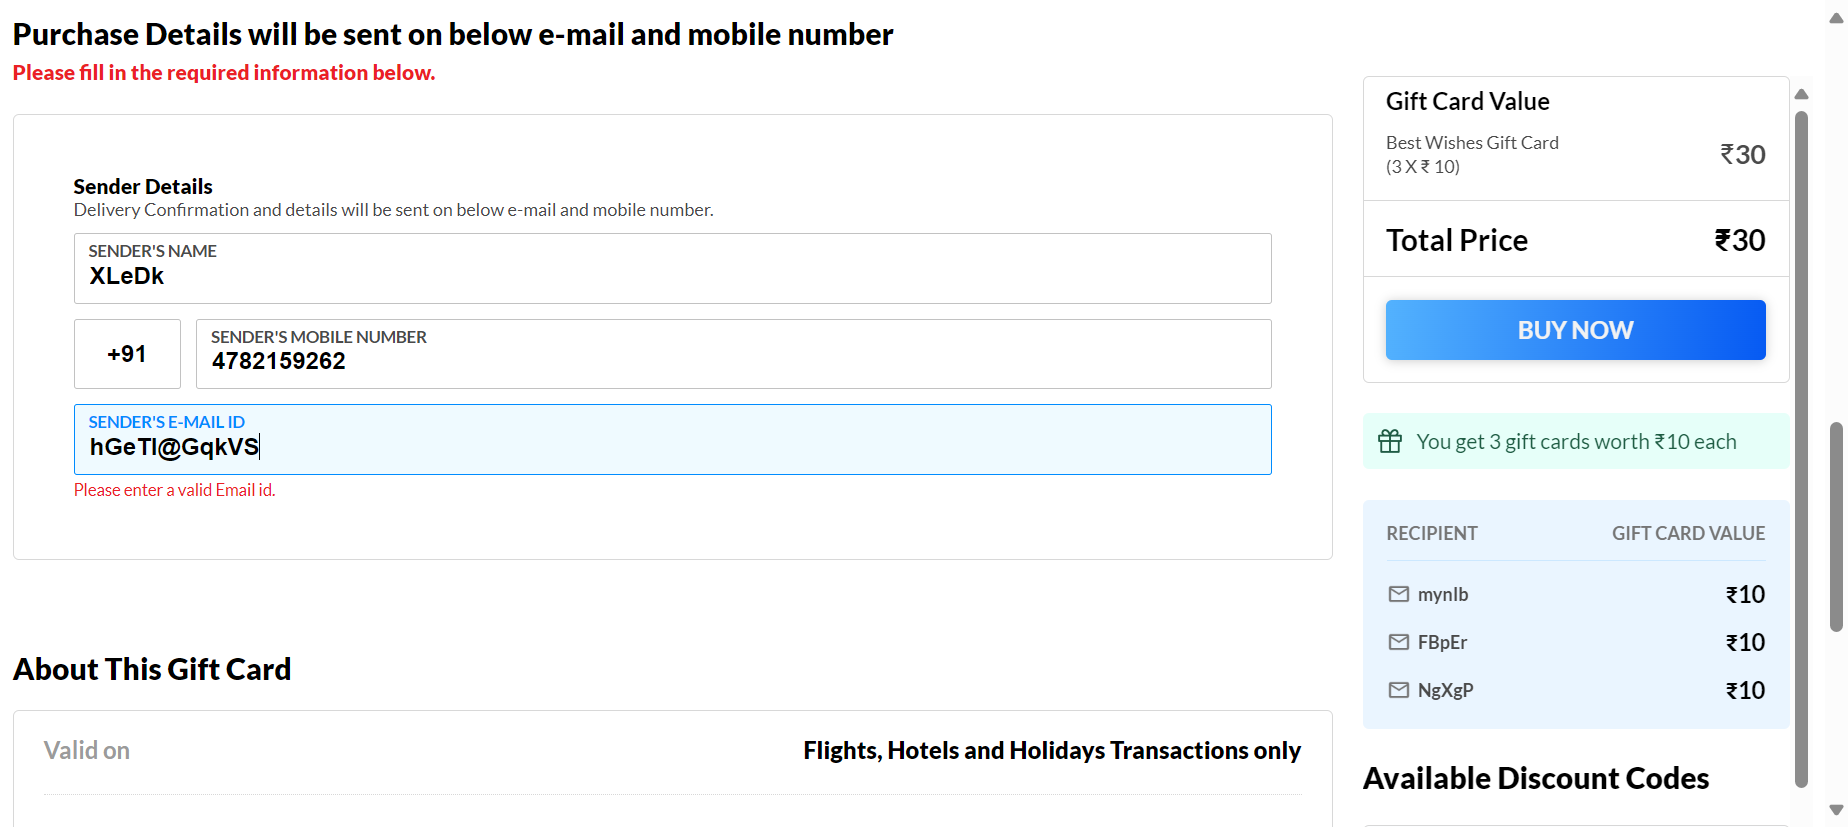 Purchase Details will be sent on below e-mail and mobile number
Please fill in the required information below.
Sender Details
Delivery Confirmation and details will be sent on below e-mail and mobile number.
SENDER'S NAME
XLeDk
+91
SENDER'S MOBILE NUMBER
4782159262
SENDER'S E-MAIL ID
hGeTl@GqkVS
Please enter a valid Email id.
About This Gift Card
Valid on
Flights, Hotels and Holidays Transactions only
Gift Card Value
Best Wishes Gift Card
(3 X ₹ 10)
₹30
Total Price
₹30
BUY NOW
You get 3 gift cards worth ₹10 each
RECIPIENT
GIFT CARD VALUE
mynIb
₹10
FBpEr
₹10
NgXgP
₹10
Available Discount Codes